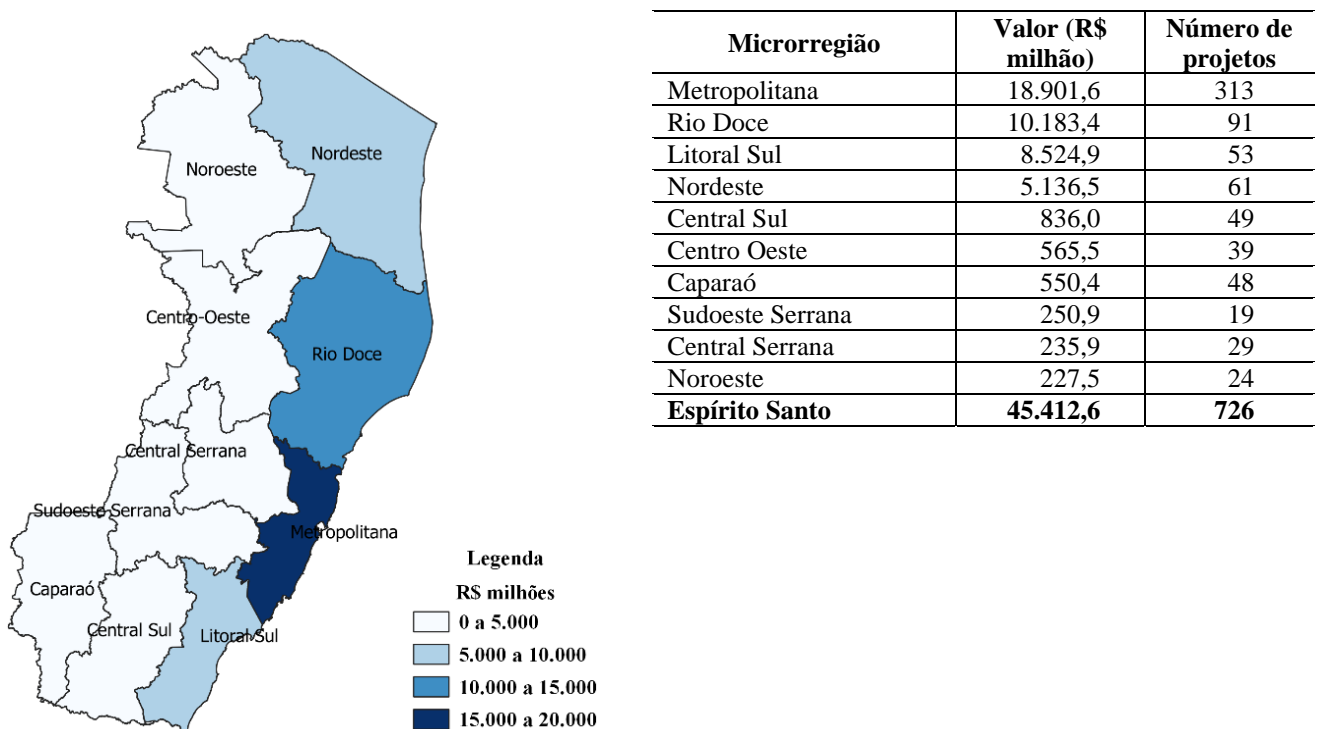 Nordeste
Noroeste
Centro-Oeste
Rio Doce
Central Serrana
Sudoeste Serrana
Metropolitana
Caparaó
Central Sul
Litoral Sul
Legenda
R$ milhões
0 a 5.000
5.000 a 10.000
10.000 a 15.000
15.000 a 20.000
Microrregião Valor (R$ milhão) Número de projetos
Metropolitana 18.901,6 313
Rio Doce 10.183,4 91
Litoral Sul 8.524,9 53
Nordeste 5.136,5 61
Central Sul 836,0 49
Centro Oeste 565,5 39
Caparaó 550,4 48
Sudoeste Serrana 250,9 19
Central Serrana 235,9 29
Noroeste 227,5 24
Espírito Santo 45.412,6 726